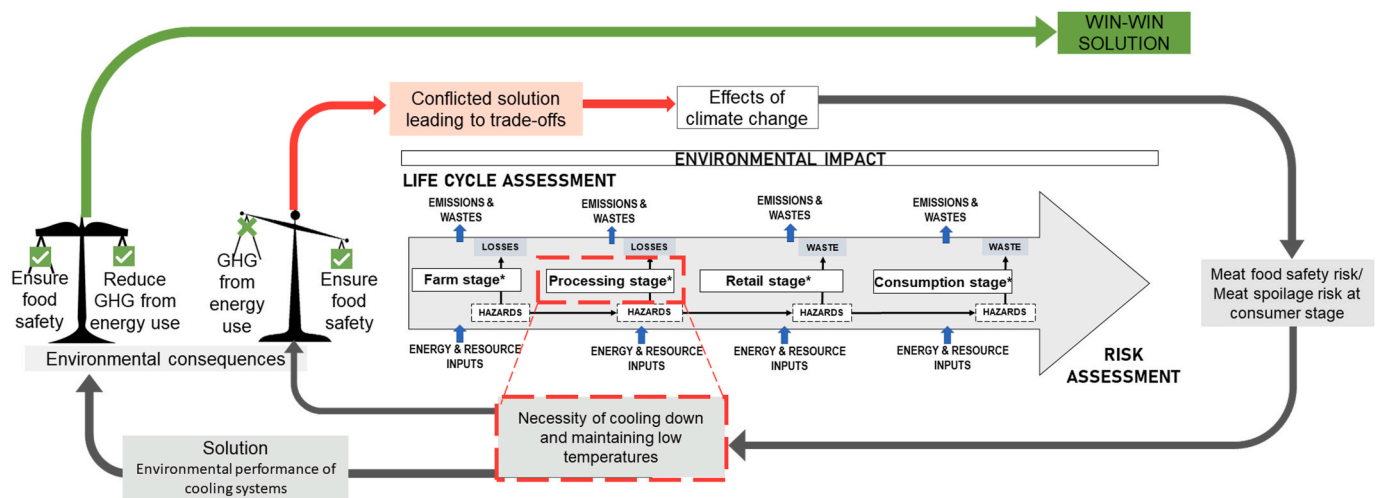 WIN-WIN
SOLUTION
Conflicted solution
leading to trade-offs
Effects of
climate change
ENVIRONMENTAL IMPACT
LIFE CYCLE ASSESSMENT
EMISSIONS &
WASTES
EMISSIONS &
WASTES
EMISSIONS &
WASTES
EMISSIONS &
WASTES
LOSSES
LOSSES
WASTE
WASTE
Farm stage*
Processing stage*
Retail stage*
Consumption stage*
HAZARDS
HAZARDS
HAZARDS
HAZARDS
ENERGY & RESOURCE
INPUTS
ENERGY & RESOURCE
INPUTS
ENERGY & RESOURCE
INPUTS
ENERGY & RESOURCE
INPUTS
RISK
ASSESSMENT
Ensure
food
safety
Reduce
GHG from
energy use
GHG
from
energy
use
Ensure
food
safety
Environmental consequences
Meat food safety risk/
Meat spoilage risk at
consumer stage
Necessity of cooling down
and maintaining low
temperatures
Solution
Environmental performance of
cooling systems